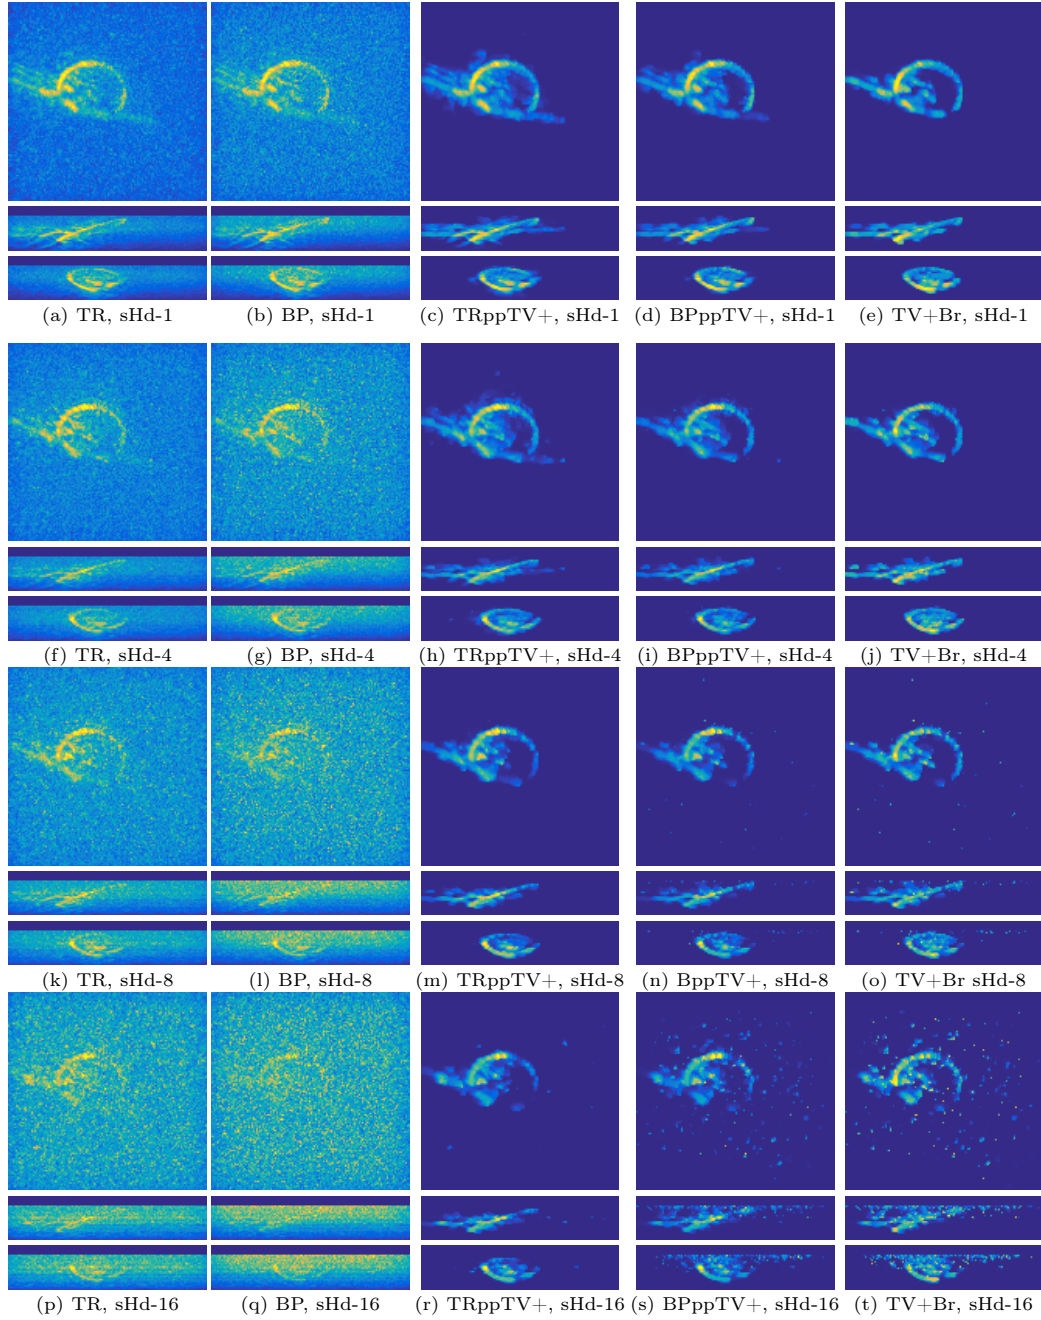 (a) TR, sHd-1 (b) BP, sHd-1 (c) TRppTV+, sHd-1 (d) BPppTV+, sHd-1 (e) TV+Br, sHd-1
(f) TR, sHd-4 (g) BP, sHd-4 (h) TRppTV+, sHd-4 (i) BPppTV+, sHd-4 (j) TV+Br, sHd-4
(k) TR, sHd-8 (l) BP, sHd-8 (m) TRppTV+, sHd-8 (n) BppTV+, sHd-8 (o) TV+Br sHd-8
(p) TR, sHd-16 (q) BP, sHd-16 (r) TRppTV+, sHd-16 (s) BPppTV+, sHd-16 (t) TV+Br, sHd-16